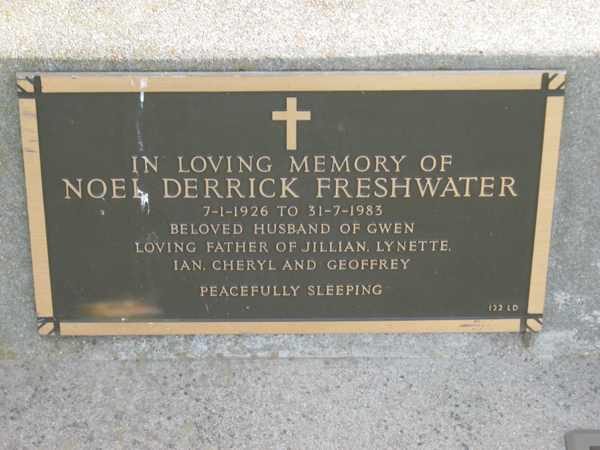 IN LOVING MEMORY OF
NOEL DERRICK FRESHWATER
7-1-1926 TO 31-7-1983
BELOVED HUSBAND OF GWEN
LOVING FATHER OF JILLIAN, LYNETTE,
IAN, CHERYL AND GEOFFREY
PEACEFULLY SLEEPING
122 LD